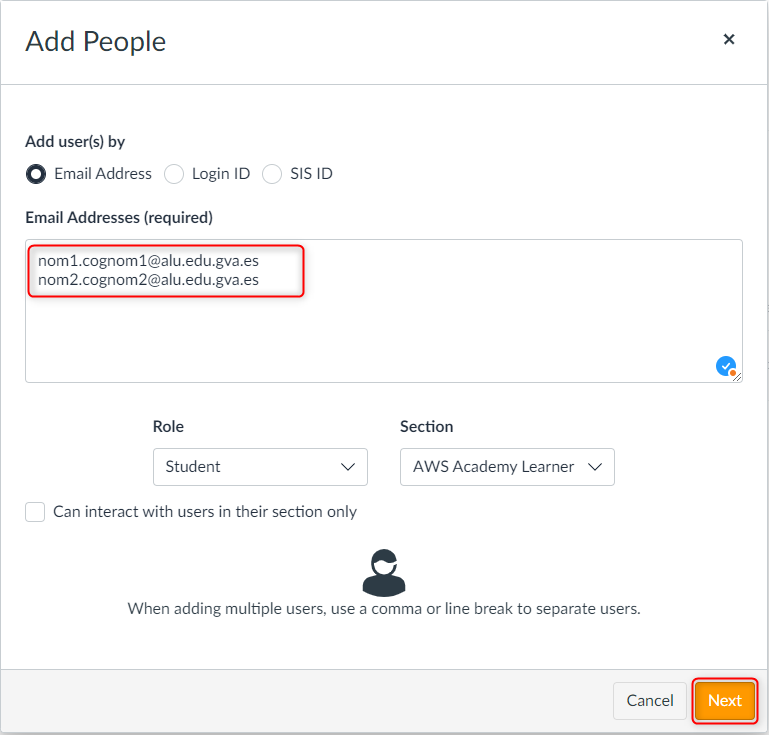 Add People
Add user(s) by
Email Address Login ID SIS ID
Email Addresses (required)
nom1.cognom1@alu.edu.gva.es
nom2.cognom2@alu.edu.gva.es
Role Section
Student AWS Academy Learner
Can interact with users in their section only
When adding multiple users, use a comma or line break to separate users.
Cancel Next